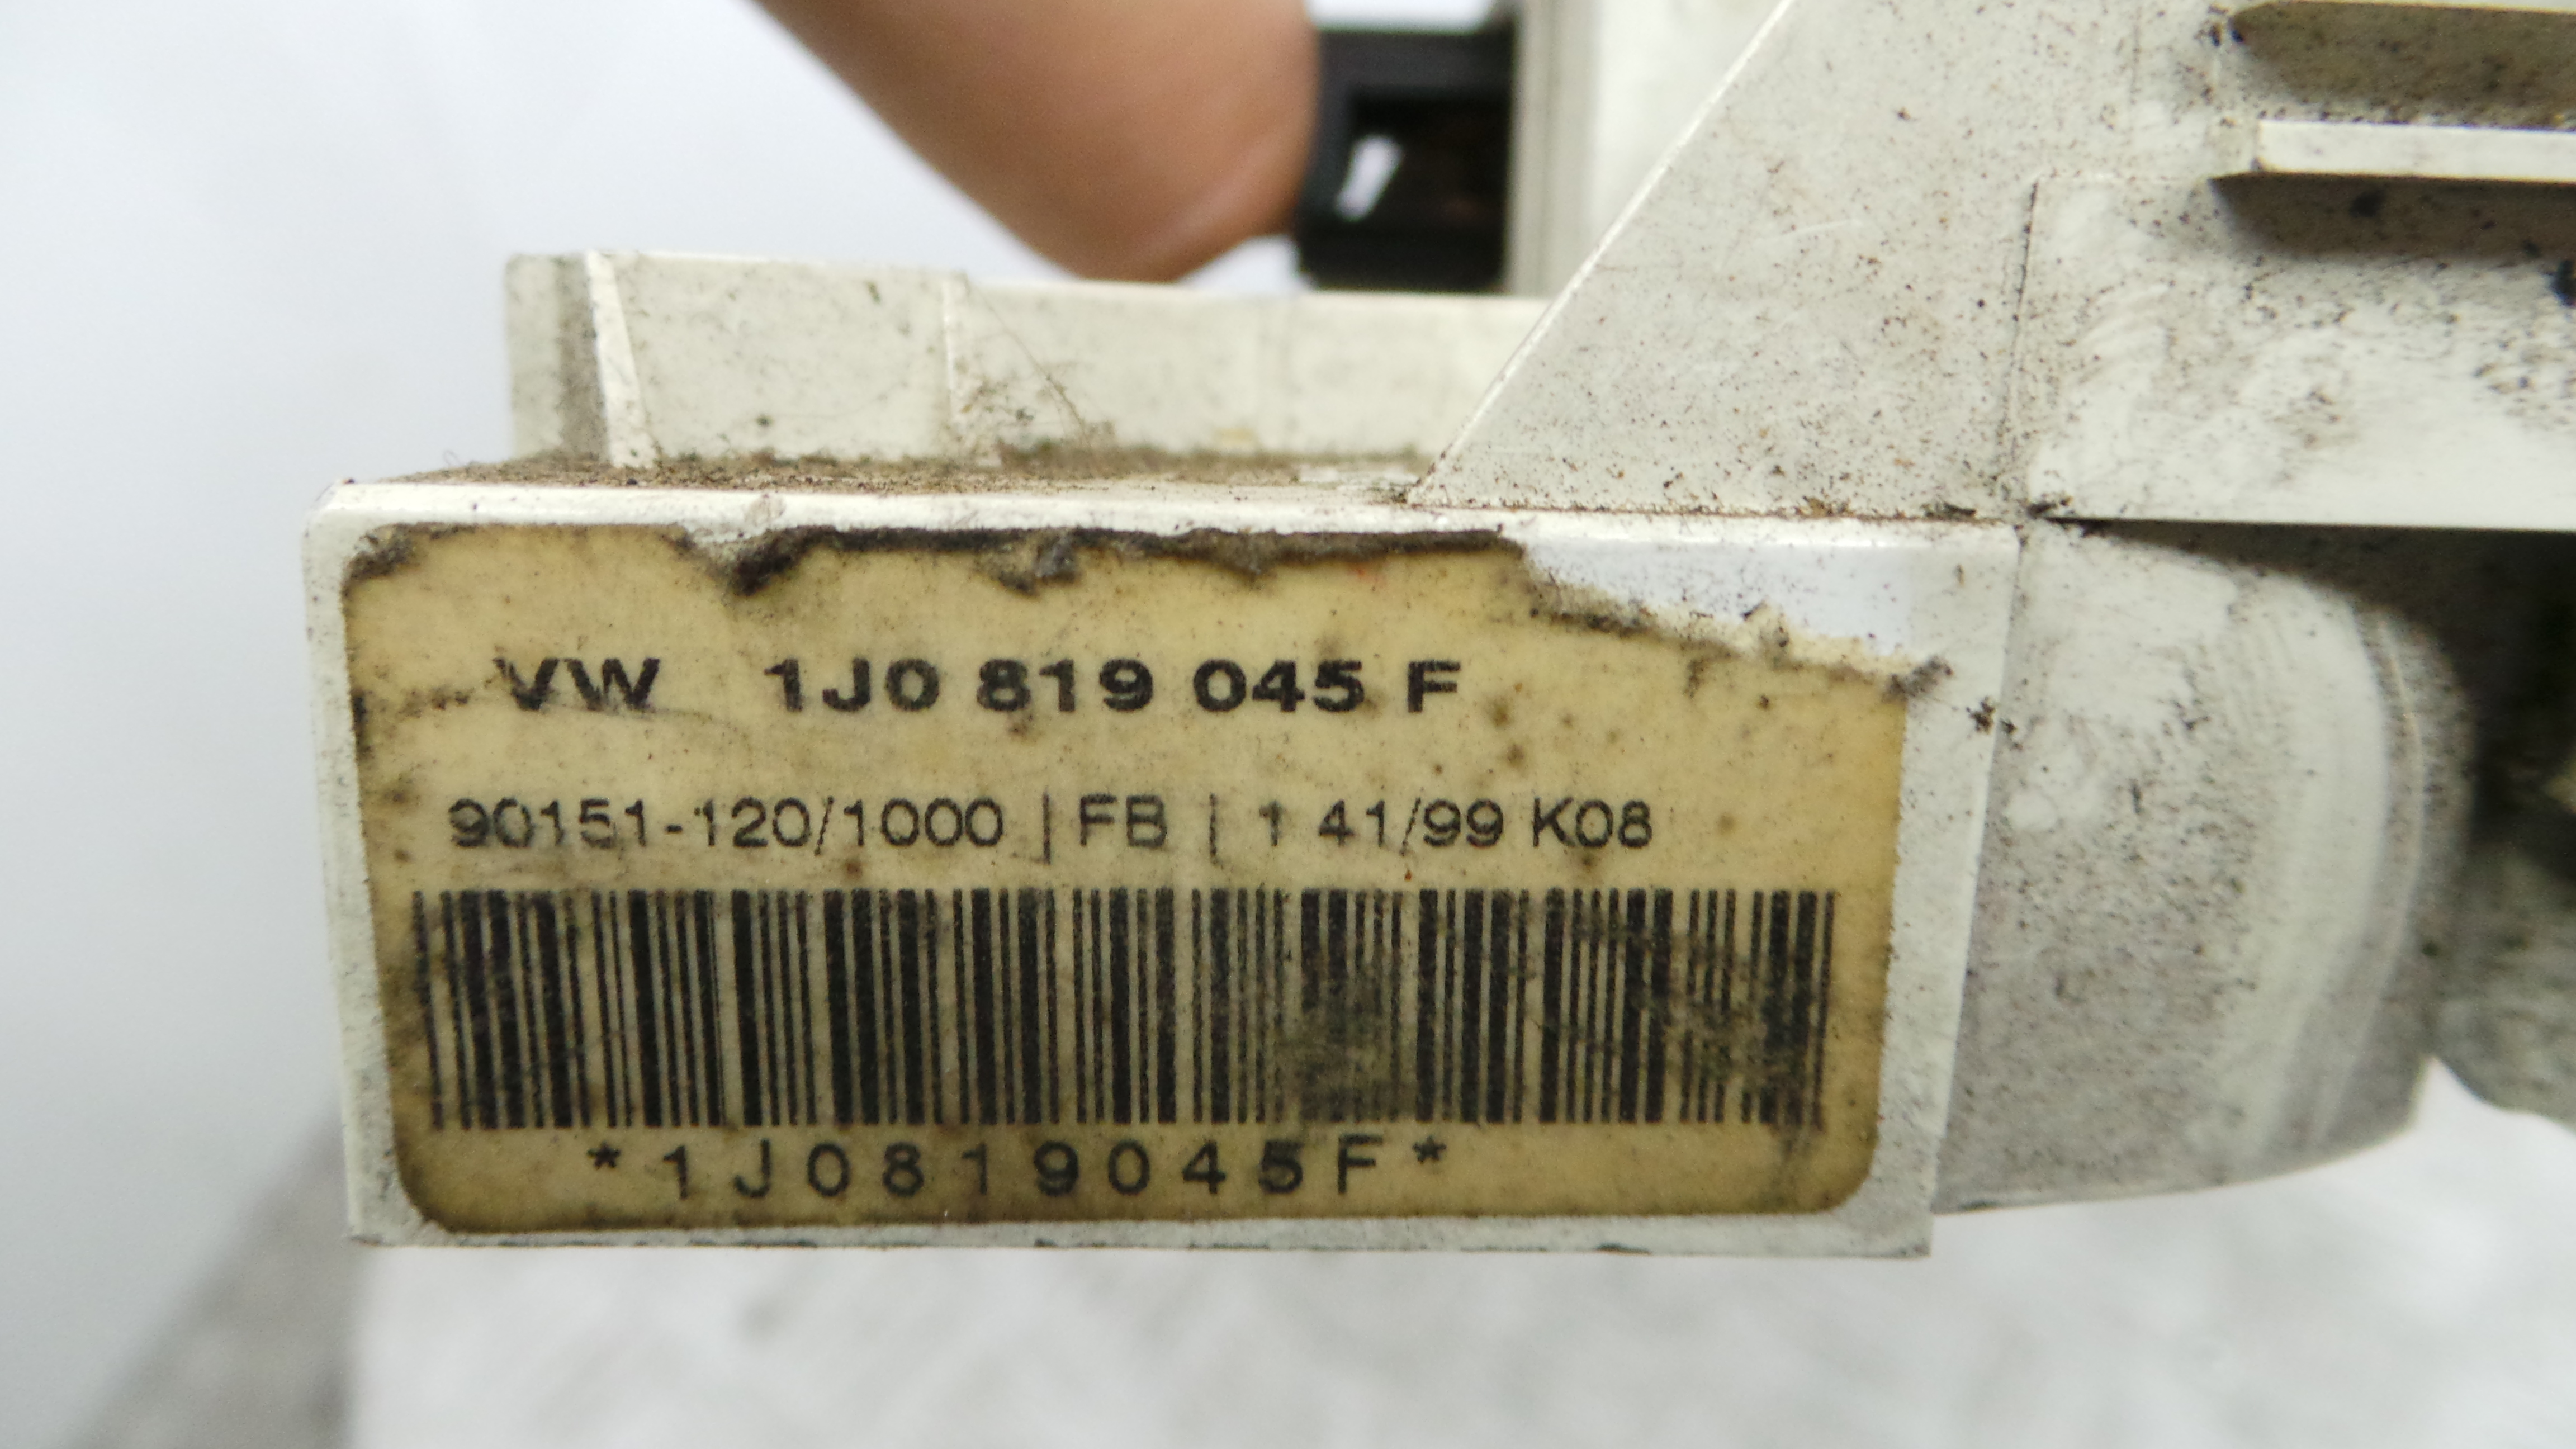 VW 1J0 819 045 F
90151-120/1000 | FB | 1 41/99 K08
*1J0819045F*